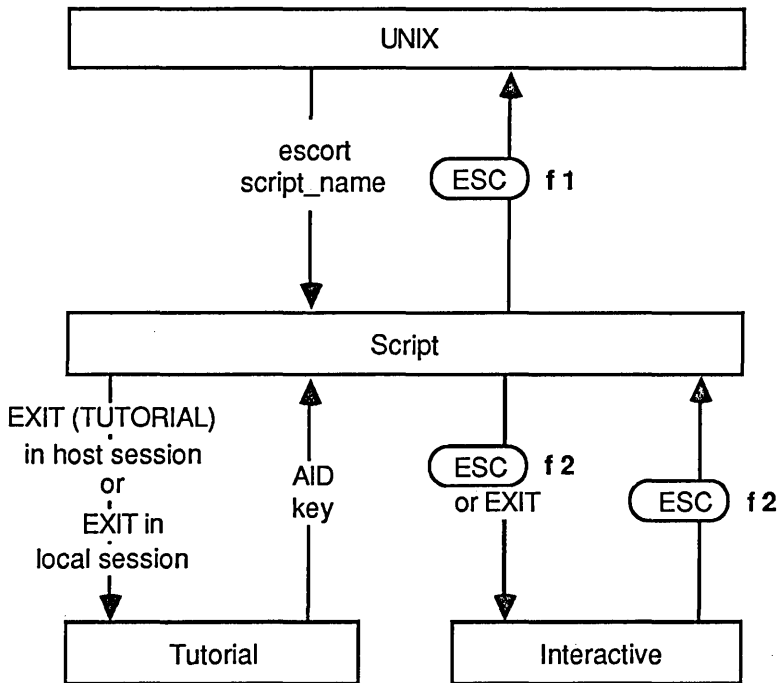 UNIX
escort
script_name
ESC f 1
Script
EXIT (TUTORIAL)
in host session
or
EXIT in
local session
AID
key
ESC f 2
or EXIT
ESC f 2
Tutorial
Interactive